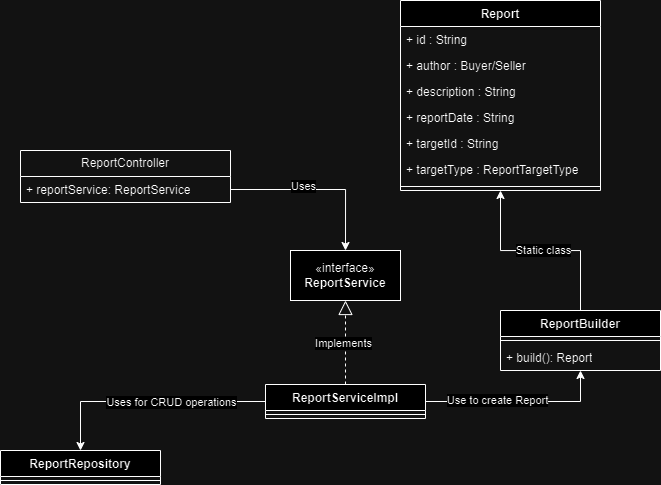 Report
+ id : String
+ author : Buyer/Seller
+ description : String
+ reportDate : String
+ targetId : String
+ targetType : ReportTargetType
ReportController
+ reportService: ReportService
Uses
«interface»
ReportService
Static class
ReportBuilder
+ build(): Report
Implements
ReportServiceImpl
Uses for CRUD operations
Use to create Report
ReportRepository